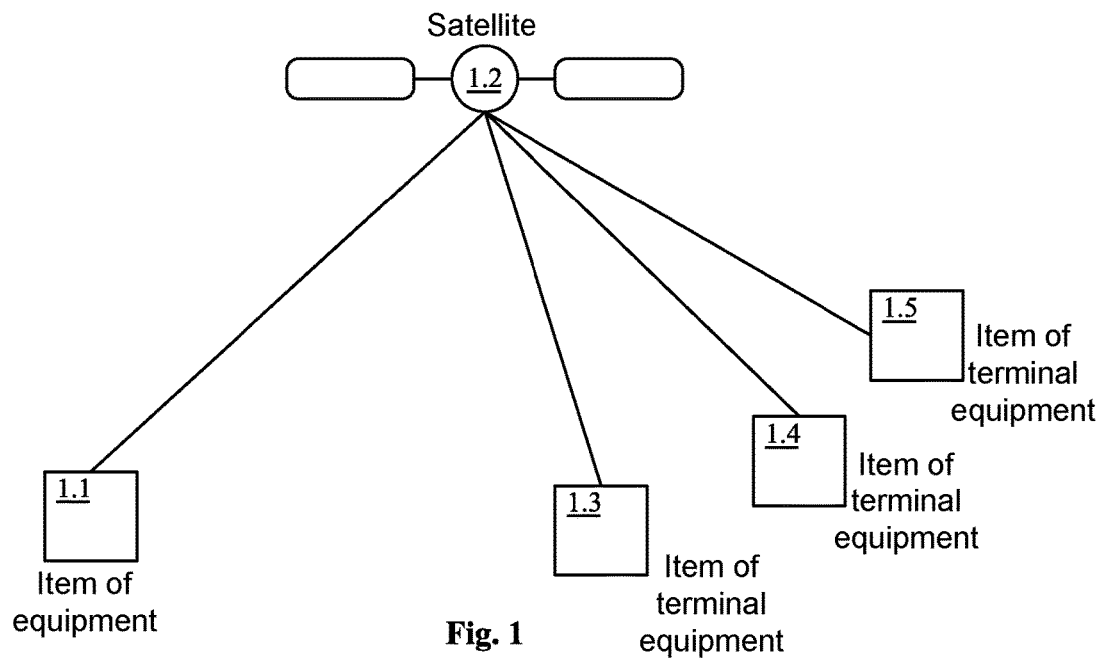 Satellite
1.2
1.5
Item of
terminal
equipment
1.4
Item of
terminal
equipment
1.1
Item of
equipment
1.3
Item of
terminal
equipment
Fig. 1